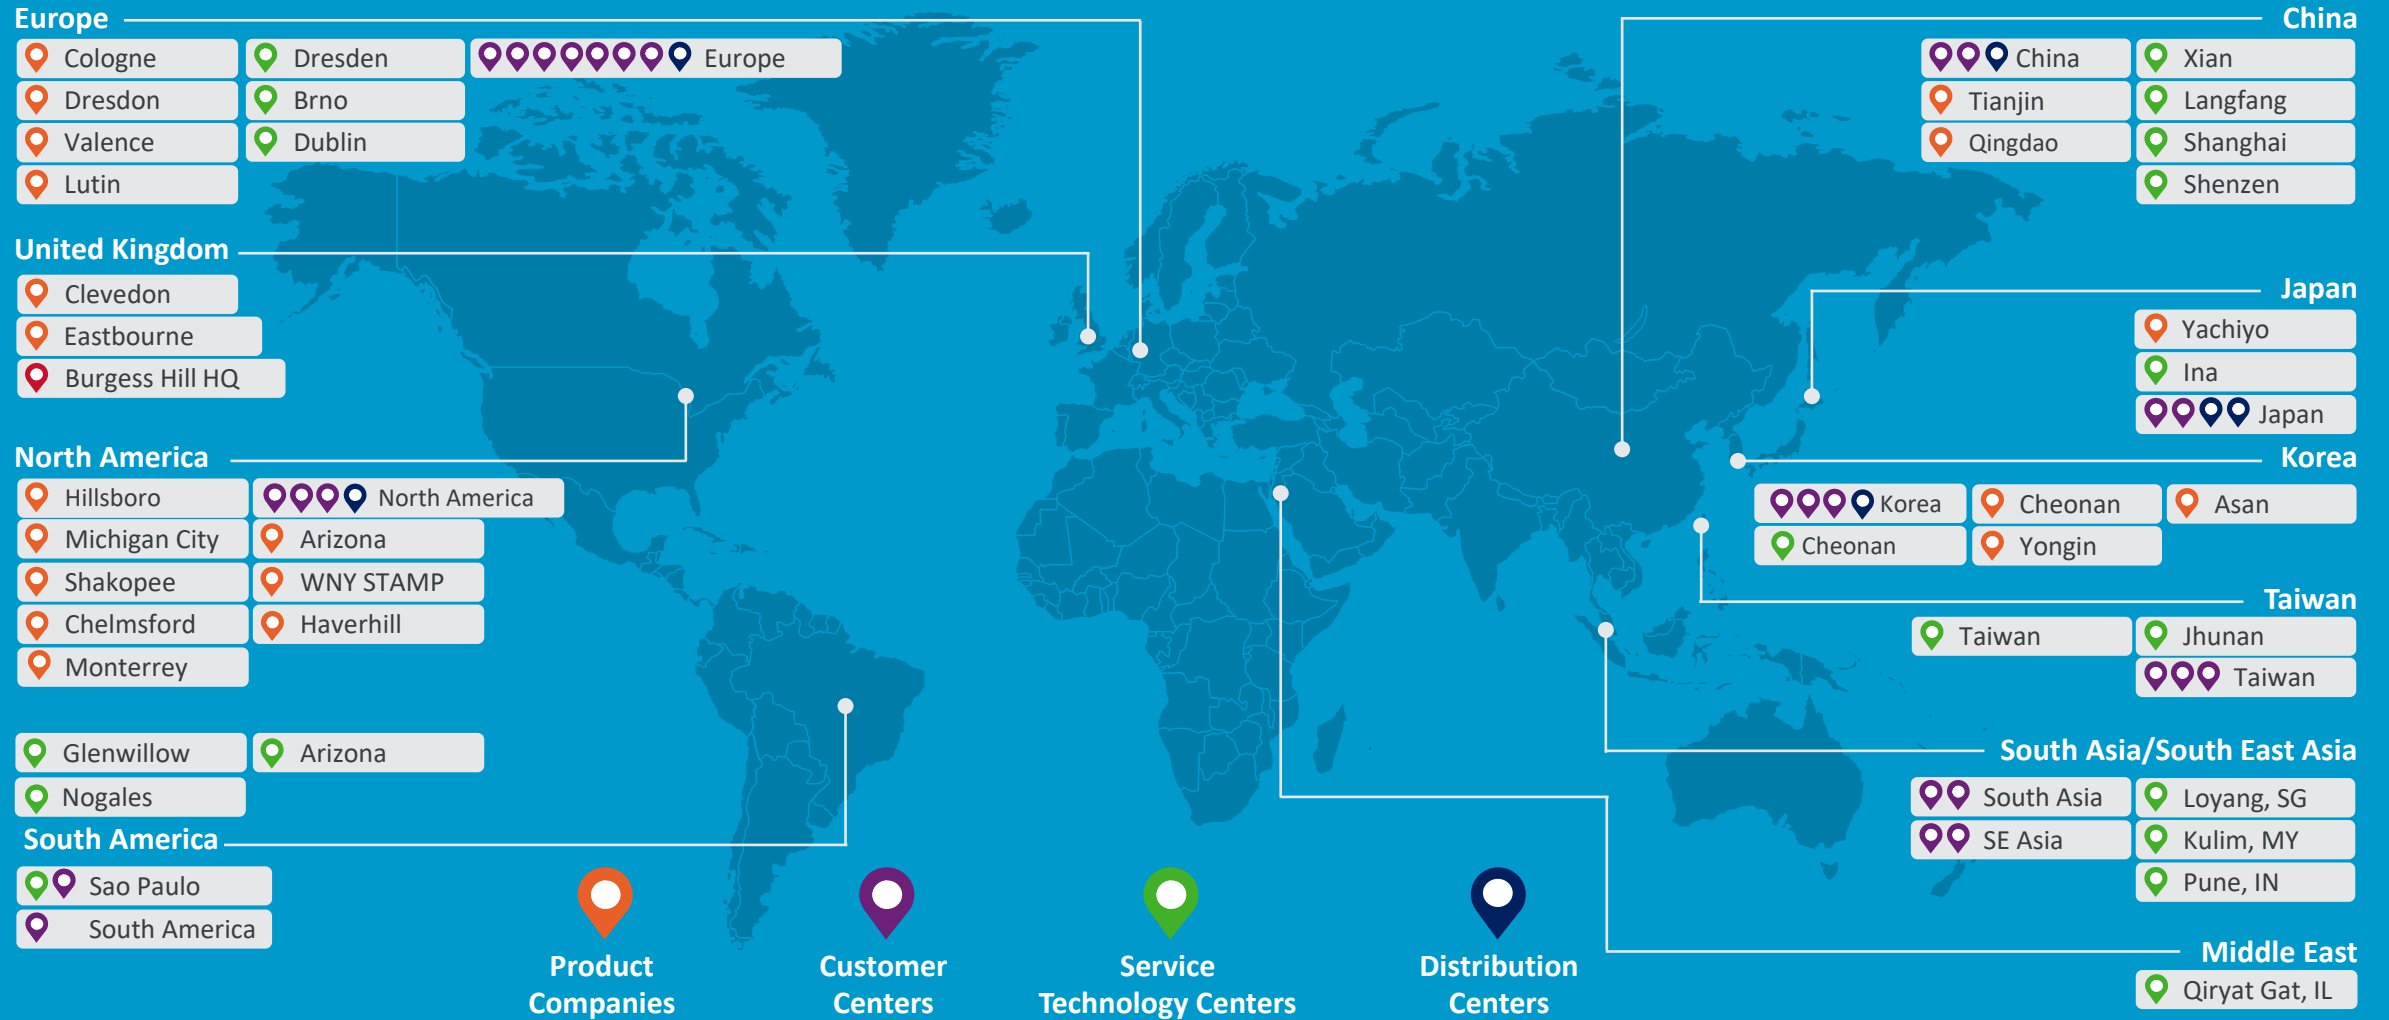 Europe
Cologne
Dresden
Europe
Dresdon
Brno
Valence
Dublin
Lutin
United Kingdom
Clevedon
Eastbourne
Burgess Hill HQ
North America
Hillsboro
North America
Michigan City
Arizona
Shakopee
WNY STAMP
Chelmsford
Haverhill
Monterrey
Glenwillow
Arizona
Nogales
South America
Sao Paulo
South America
China
China
Xian
Tianjin
Langfang
Qingdao
Shanghai
Shenzen
Japan
Yachiyo
Ina
Japan
Korea
Korea
Cheonan
Asan
Cheonan
Yongin
Taiwan
Taiwan
Jhunan
Taiwan
South Asia/South East Asia
South Asia
Loyang, SG
SE Asia
Kulim, MY
Pune, IN
Middle East
Qiryat Gat, IL
Product
Companies
Customer
Centers
Service
Technology Centers
Distribution
Centers